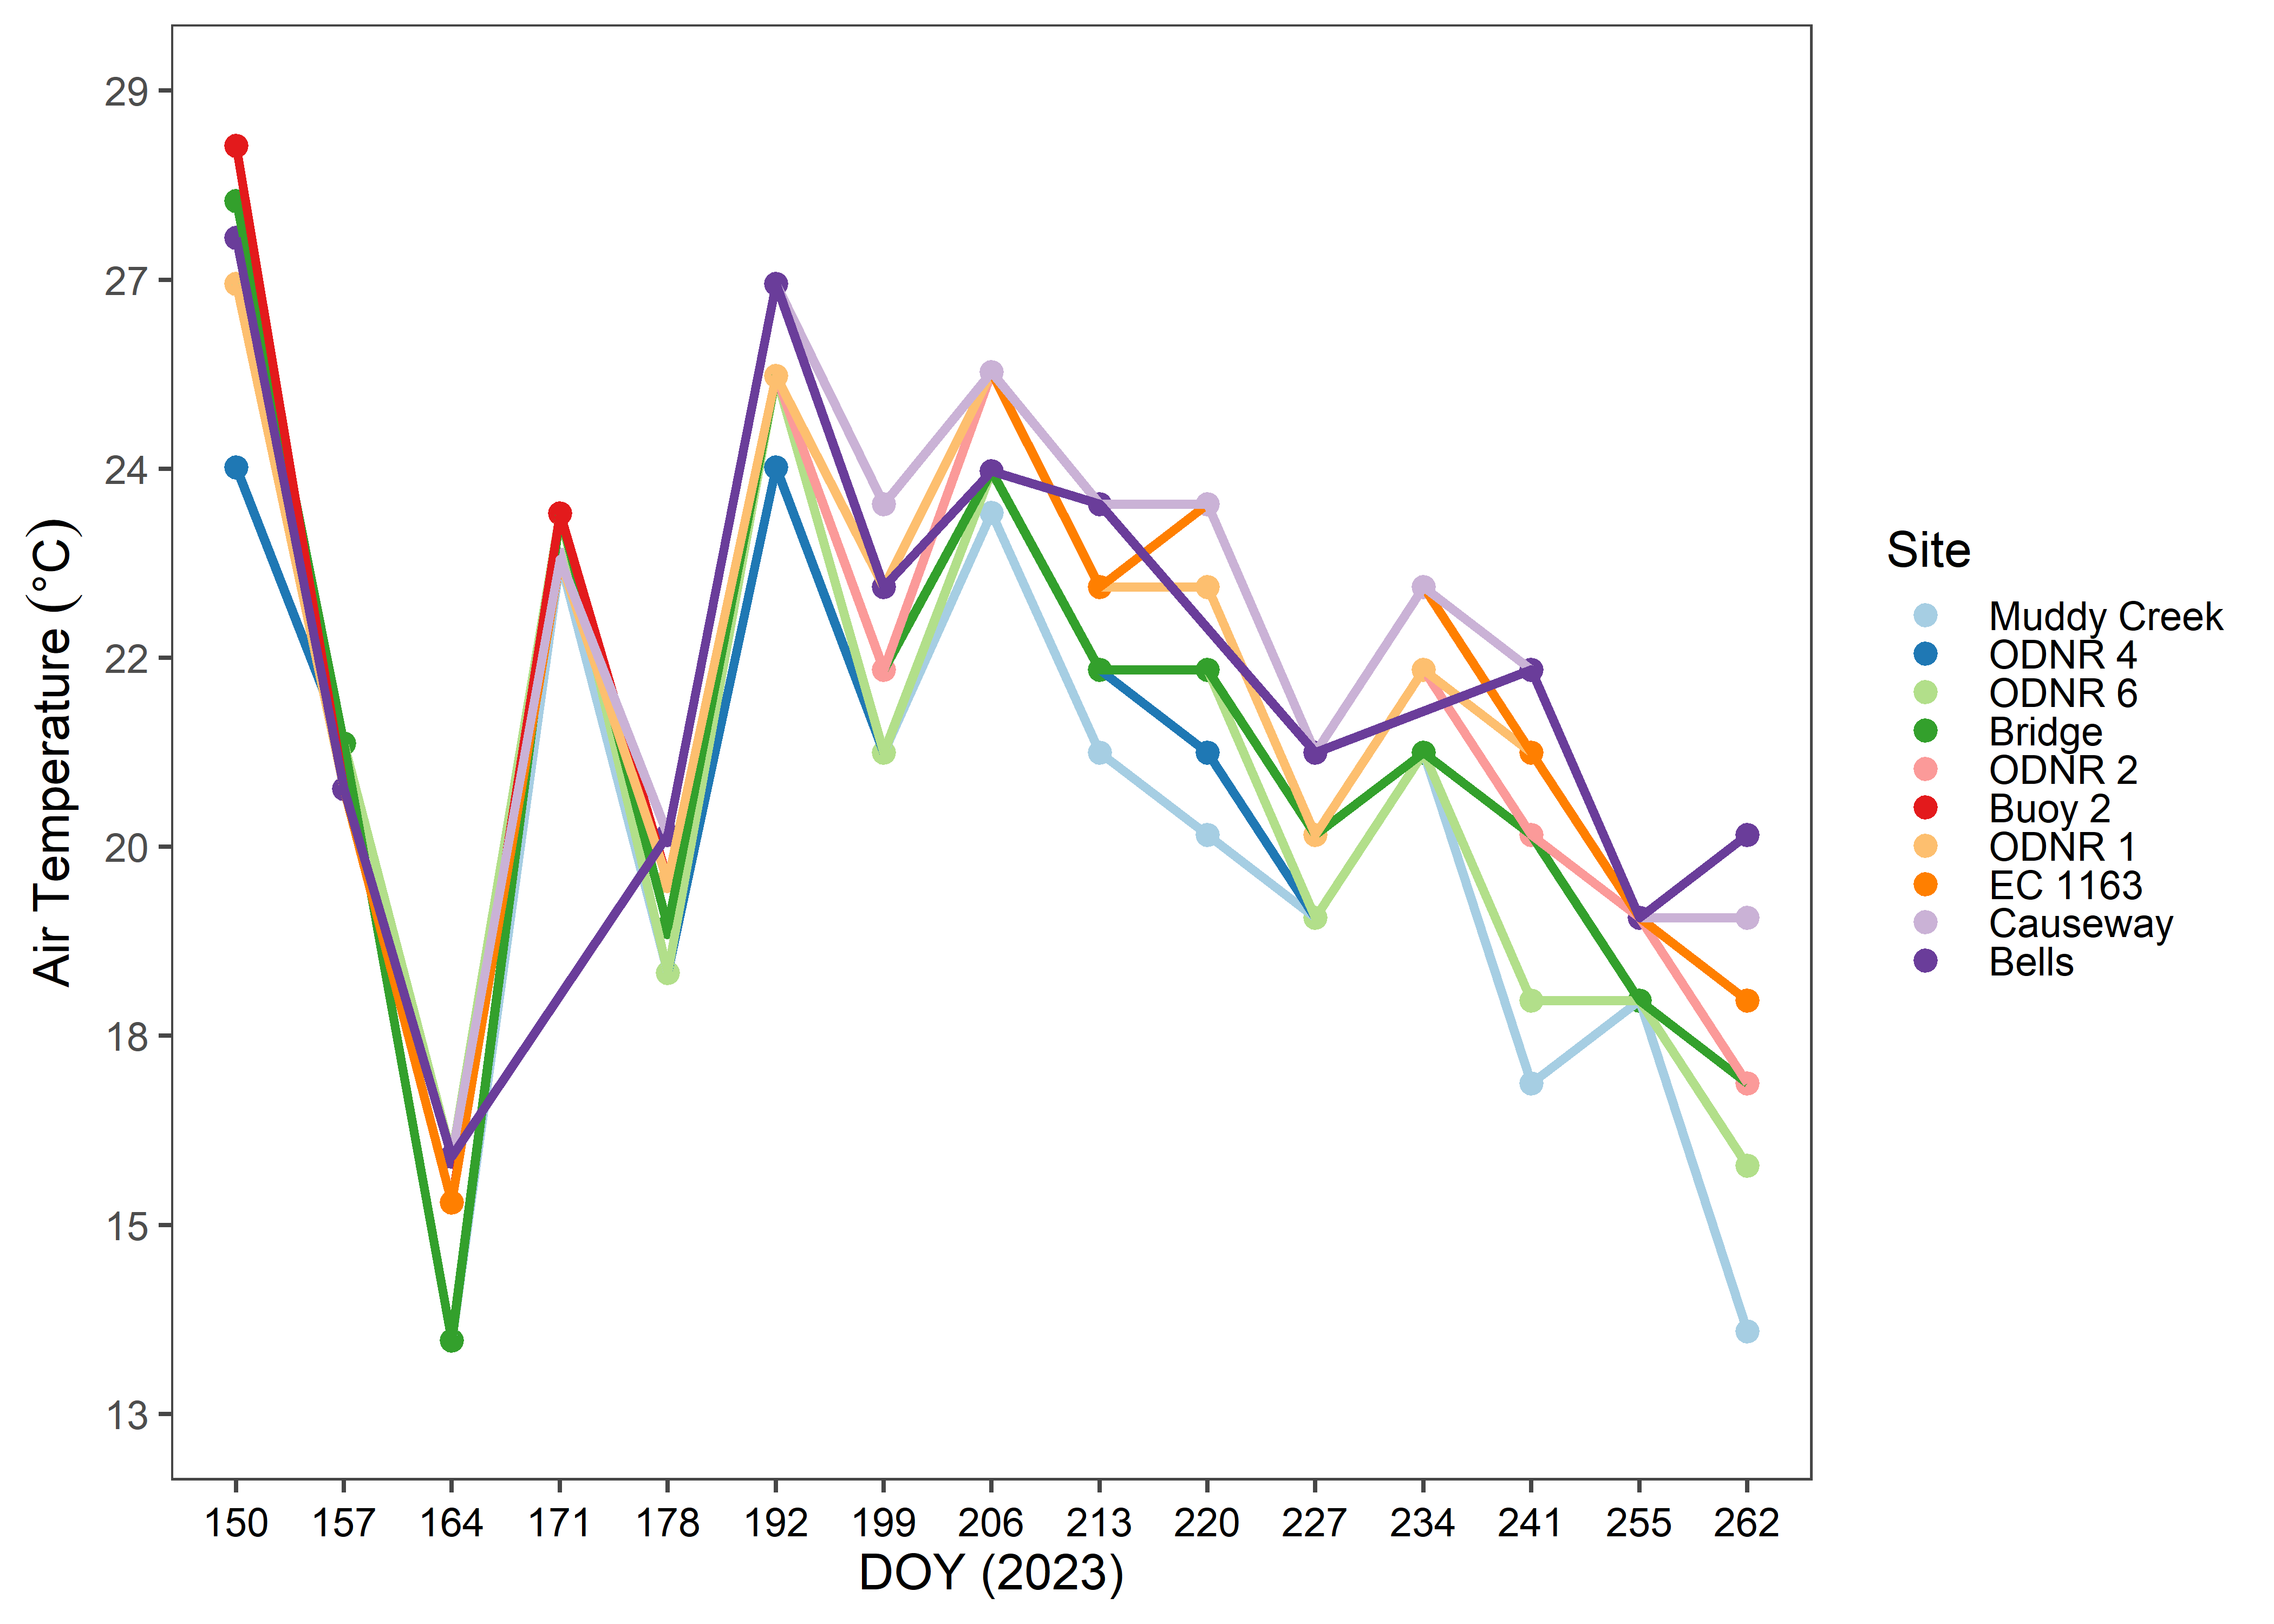 29
27
24
22
20
18
15
13
Air Temperature (°C)
150 157 164 171 178 192 199 206 213 220 227 234 241 255 262
DOY (2023)
Site
Muddy Creek
ODNR 4
ODNR 6
Bridge
ODNR 2
Buoy 2
ODNR 1
EC 1163
Causeway
Bells